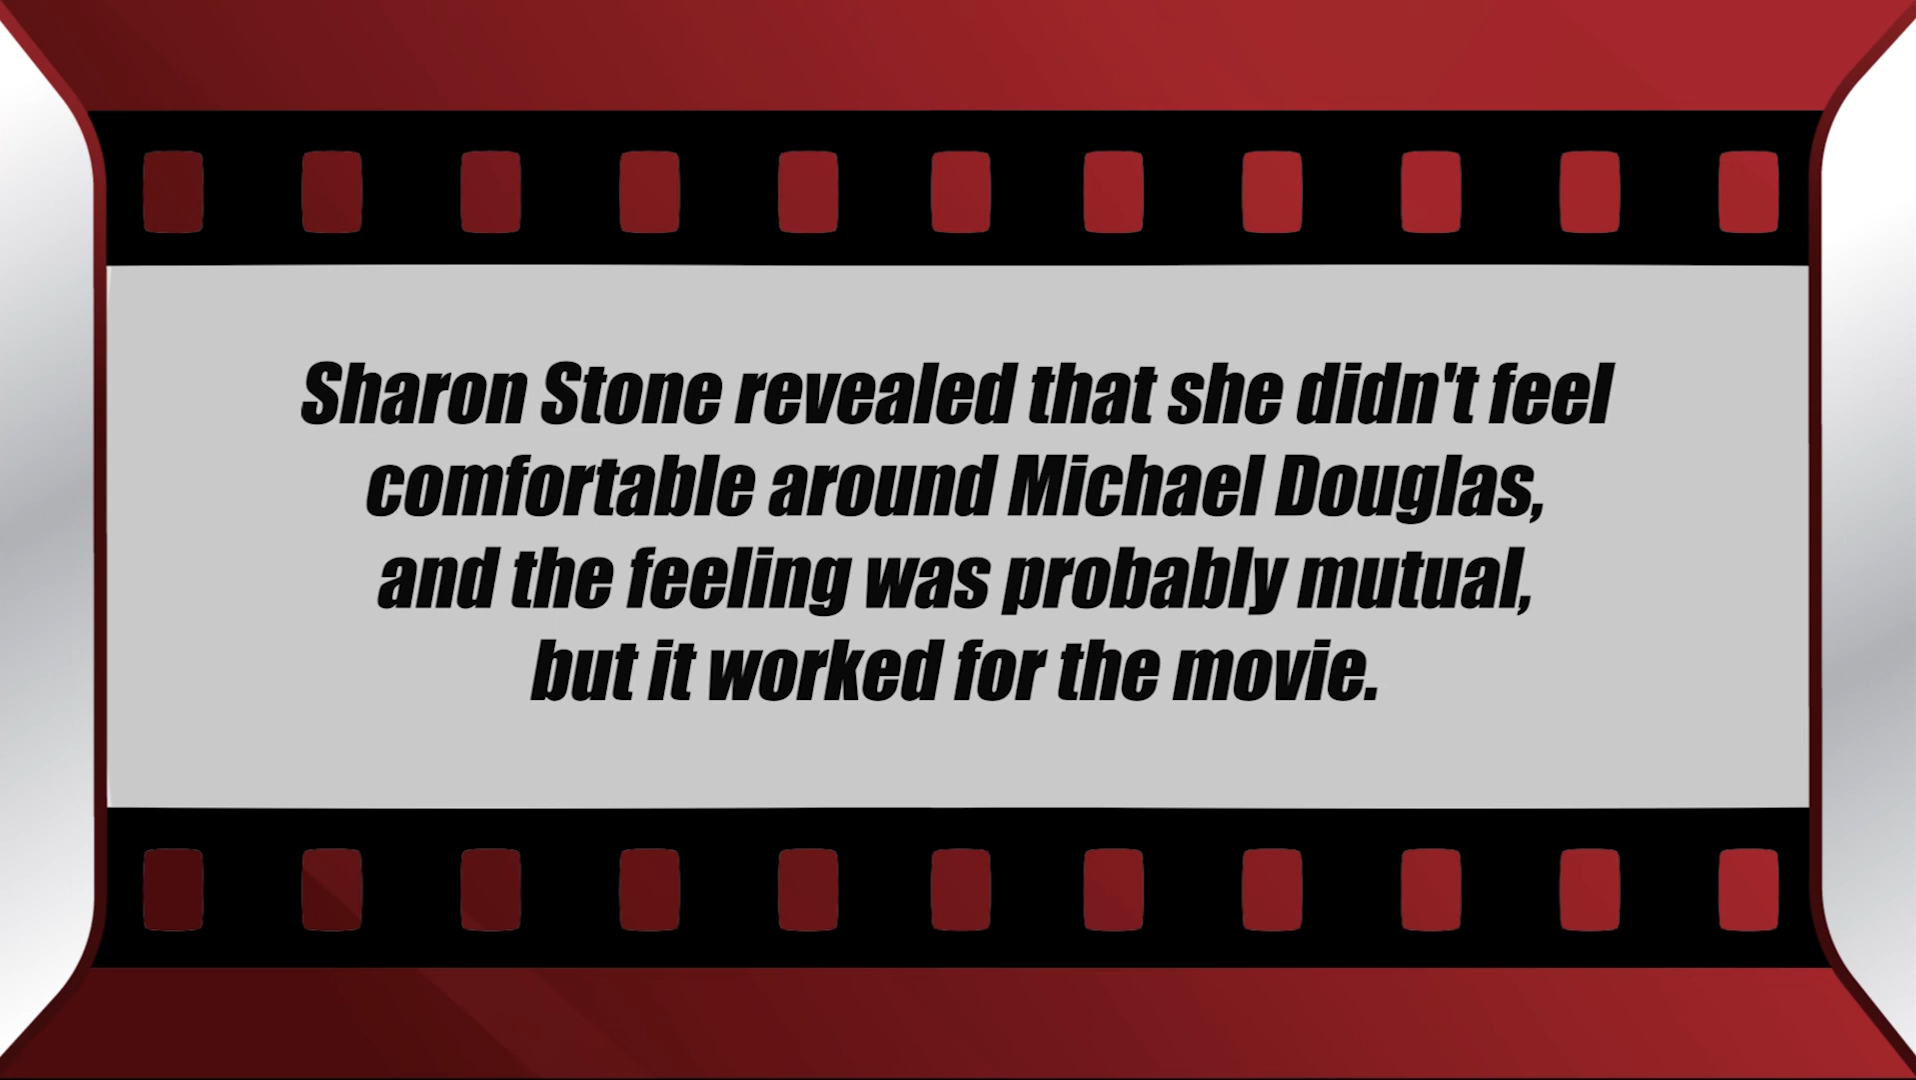 Sharon Stone revealed that she didn't feel
comfortable around Michael Douglas,
and the feeling was probably mutual,
but it worked for the movie.